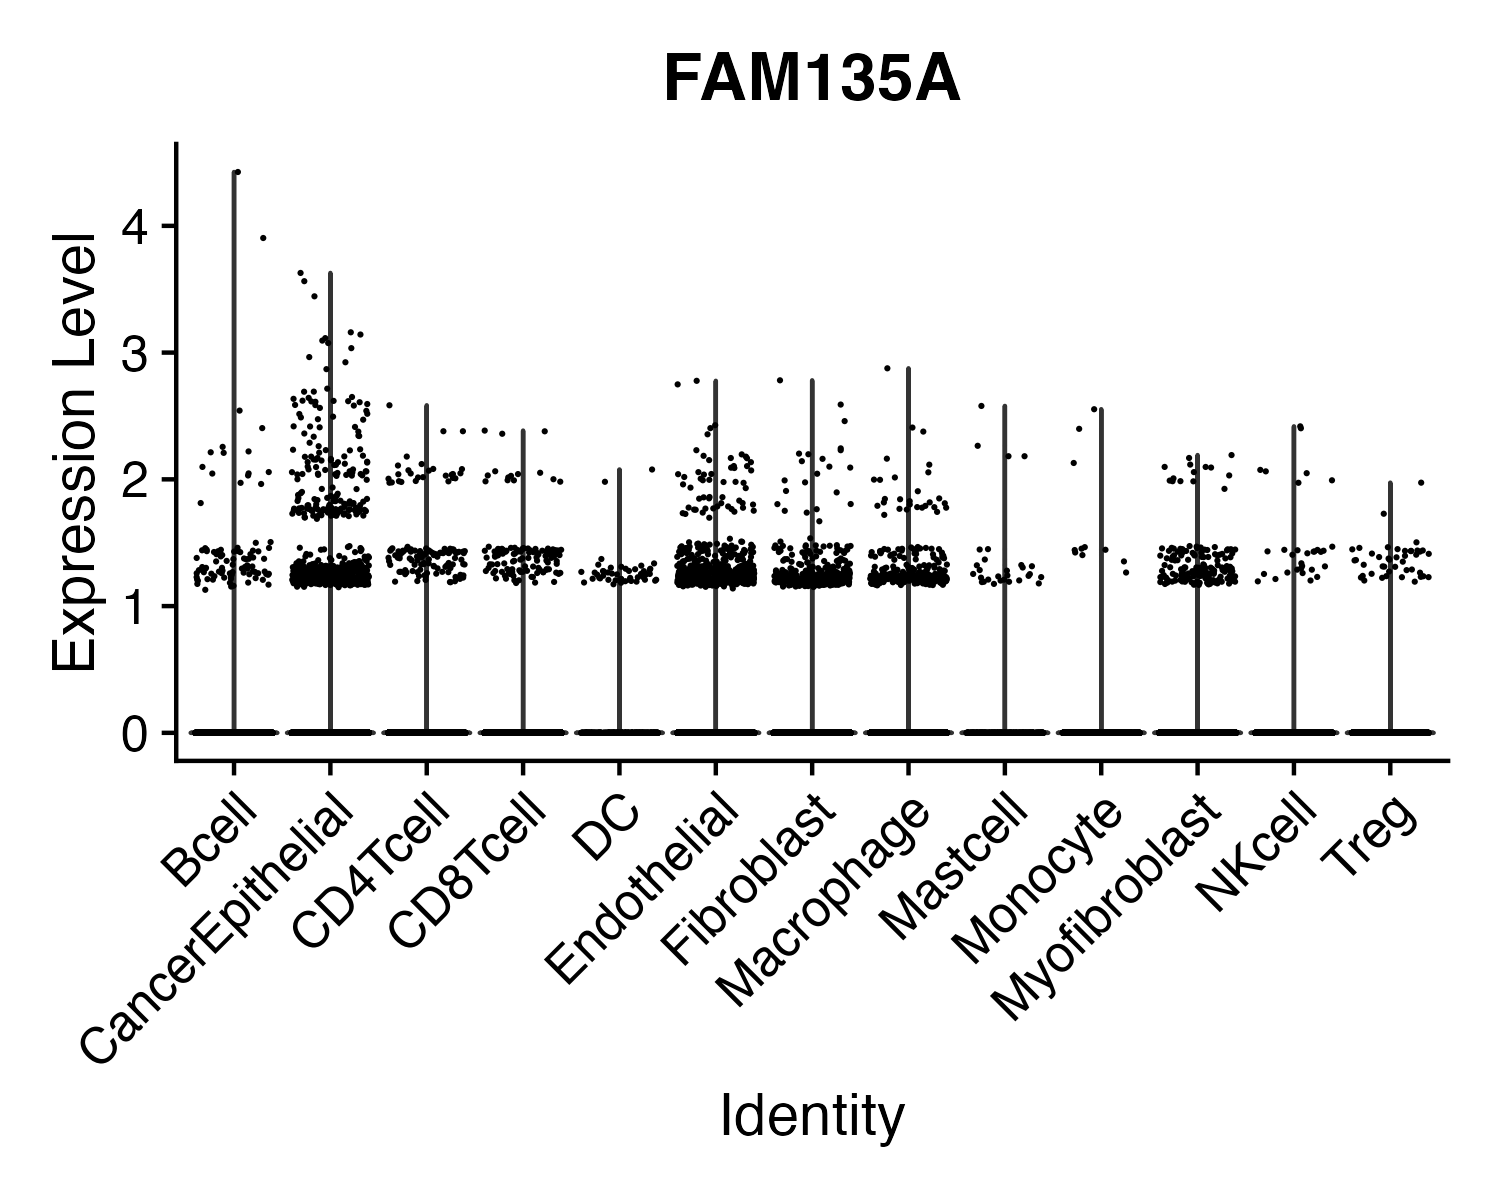 FAM135A
Expression Level
4
3
2
1
0
Bcell
CancerEpithelial
CD4Tcell
CD8Tcell
DC
Endothelial
Fibroblast
Macrophage
Mastcell
Monocyte
Myofibroblast
NKcell
Treg
Identity